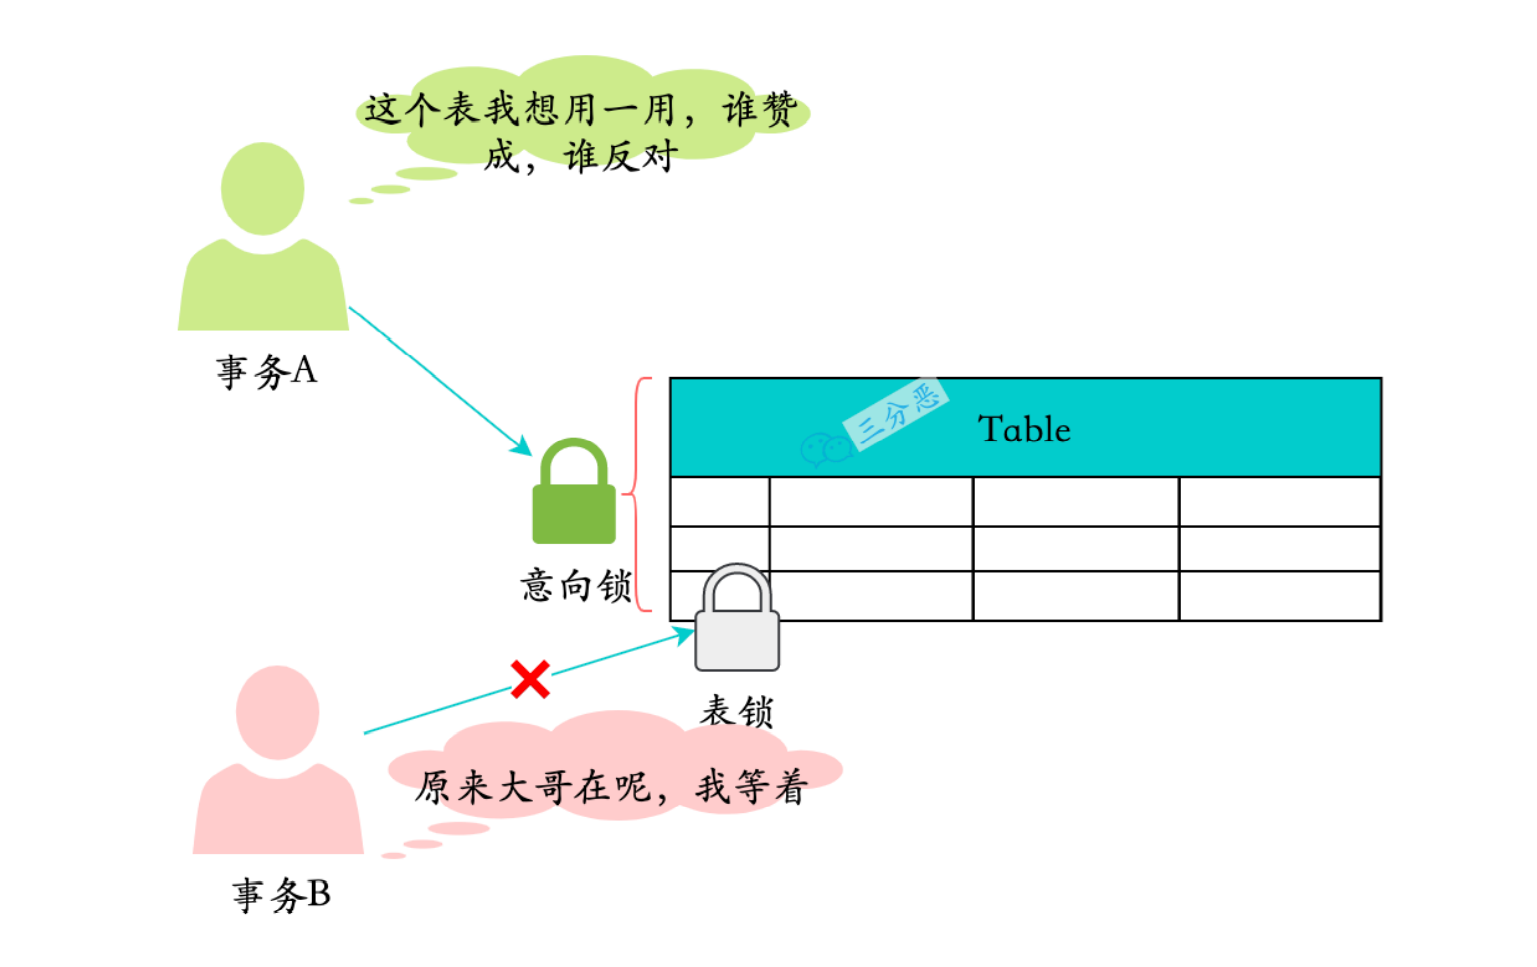 这个表我想用一用，谁赞
成，谁反对
事务A
三分恶
Table
意向锁
表锁
原来大哥在呢，我等着
事务B